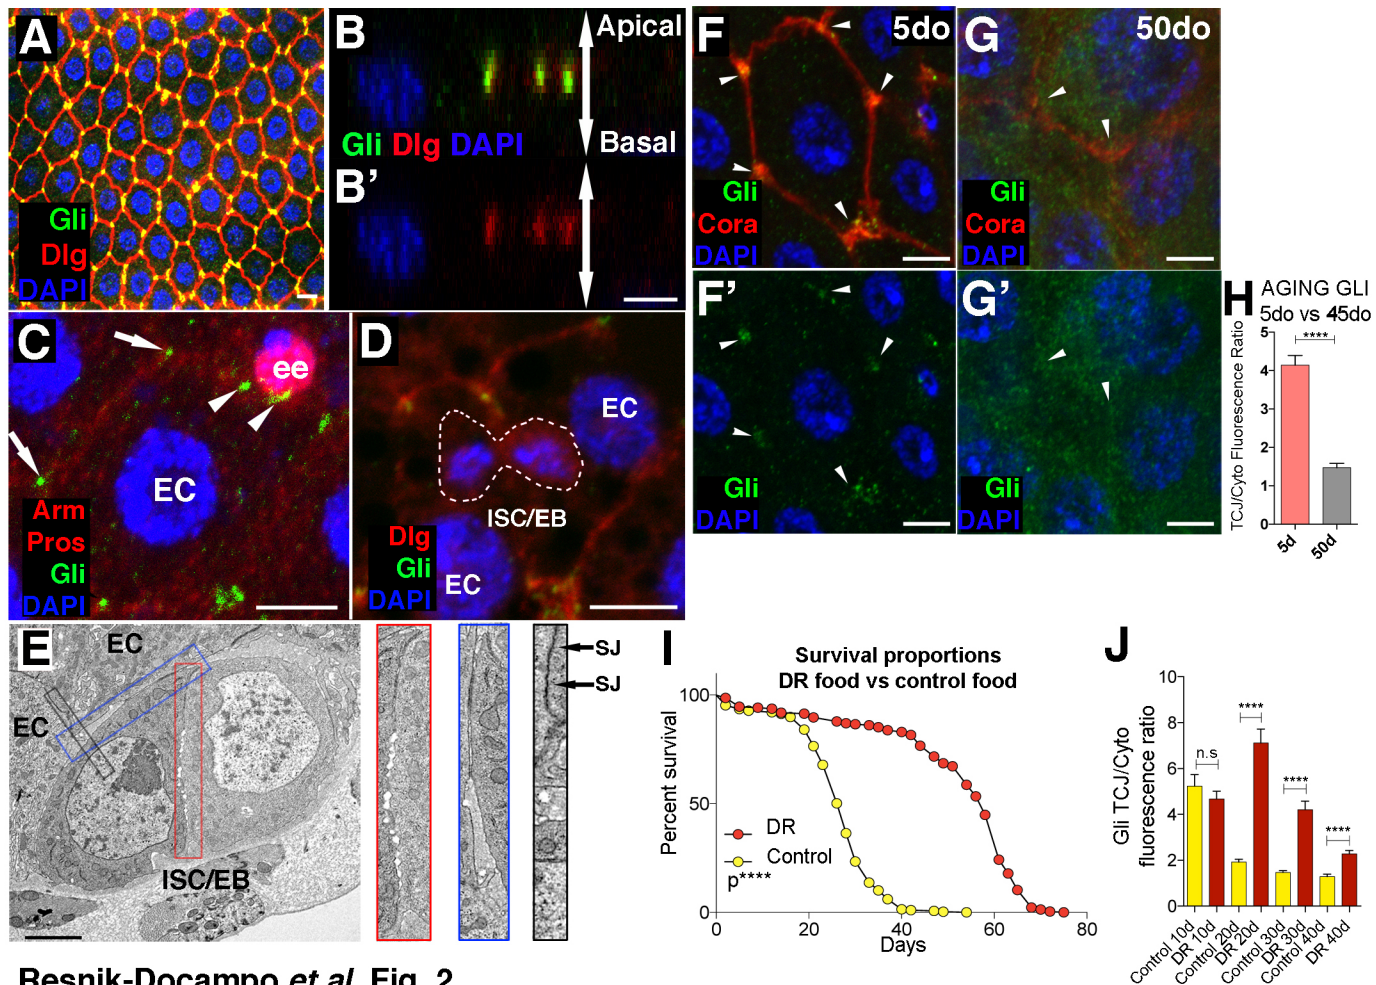 A
Gli
Dlg
DAPI
B
Apical
Gli Dlg DAPI
Basal
B'
C
ee
EC
Arm
Pros
Gli
DAPI
D
EC
ISC/EB
Dlg
Gli
EC
DAPI
E
EC
EC
ISC/EB
SJ
SJ
F
5do
Gli
Cora
DAPI
G
50do
Gli
Cora
DAPI
F'
Gli
DAPI
G'
Gli
DAPI
H
AGING GLI
5do vs 45do
TCJ/Cyto Fluorescence Ratio
5
4
3
2
1
0
****
5d
50d
I
Survival proportions
DR food vs control food
Percent survival
100
50
0
DR
Control
p****
0
20
40
60
80
Days
J
Gli TCJ/Cyto
fluorescence ratio
10
8
6
4
2
0
n.s
****
****
****
Control 10d
DR 10d
Control 20d
DR 20d
Control 30d
DR 30d
Control 40d
DR 40d
Resnik-Docampo et al. Fig. 2